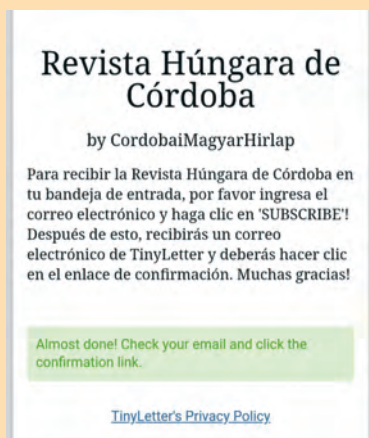 Revista Húngara de
Córdoba
by CordobaiMagyarHirlap
Para recibir la Revista Húngara de Córdoba en
tu bandeja de entrada, por favor ingresa el
correo electrónico y haga clic en 'SUBSCRIBE'!
Después de esto, recibirás un correo
electrónico de TinyLetter y deberás hacer clic
en el enlace de confirmación. Muchas gracias!
Almost done! Check your email and click the
confirmation link.
TinyLetter's Privacy Policy